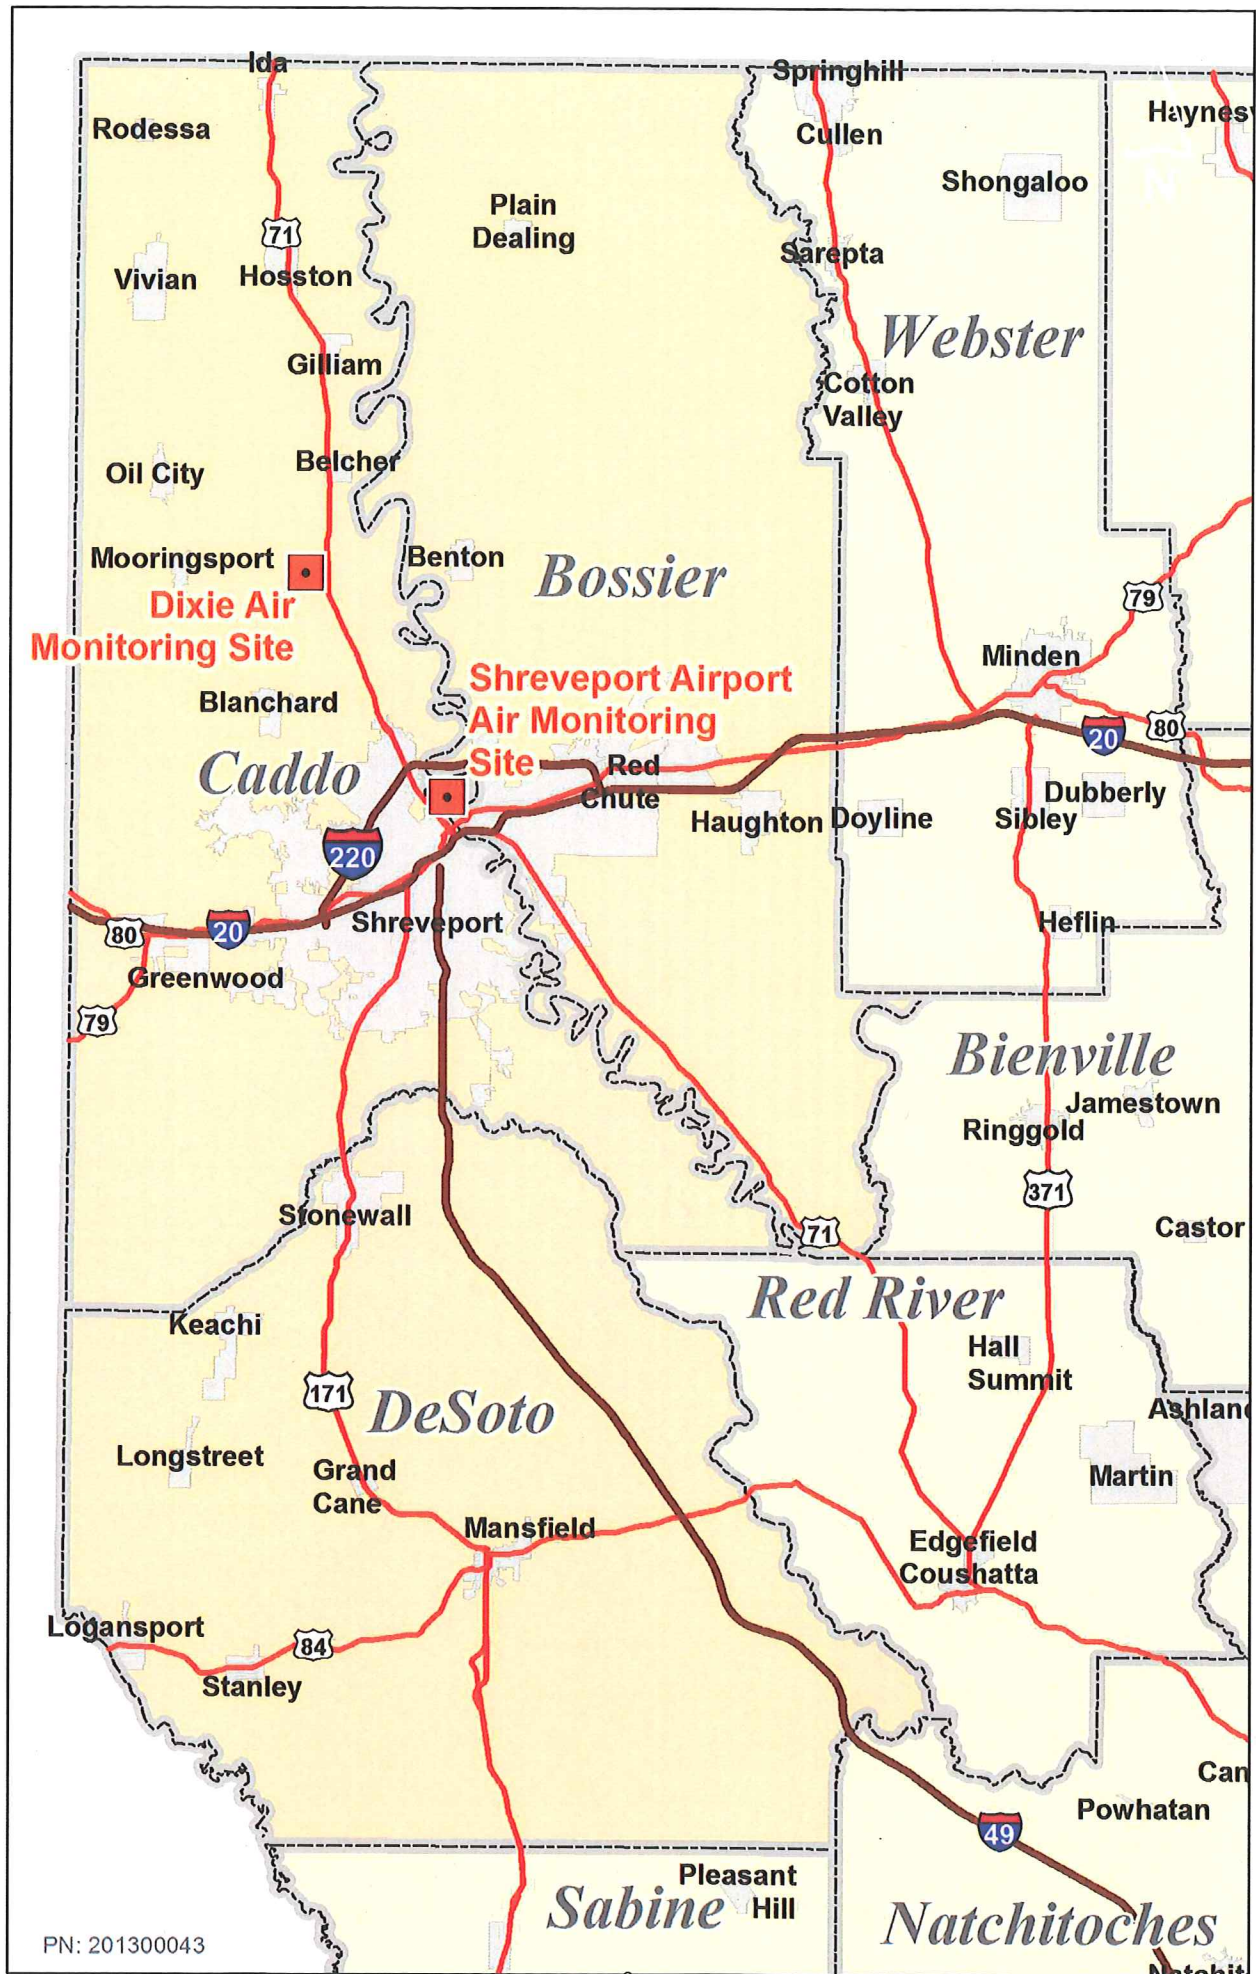 Ida
Springhill
Haynesv
Rodessa
Cullen
Shongaloo
N
Plain
Dealing
71
Sarepta
Vivian
Hosston
Webster
Gilliam
Cotton
Valley
Oil City
Belcher
Mooringsport
Benton
Bossier
79
Dixie Air
Monitoring Site
Minden
Shreveport Airport
Air Monitoring
Site
Blanchard
80
20
Caddo
Red
Chute
Dubberly
Haughton
Doyline
Sibley
220
Shreveport
Heflin
80
20
Greenwood
79
Bienville
Jamestown
Ringgold
371
Stonewall
71
Castor
Red River
Keachi
Hall
Summit
171
DeSoto
Ashland
Longstreet
Grand
Cane
Martin
Mansfield
Edgefield
Coushatta
Logansport
84
Stanley
Cam
Powhatan
49
Pleasant
Hill
Sabine
Natchitoches
PN: 201300043
Natchit